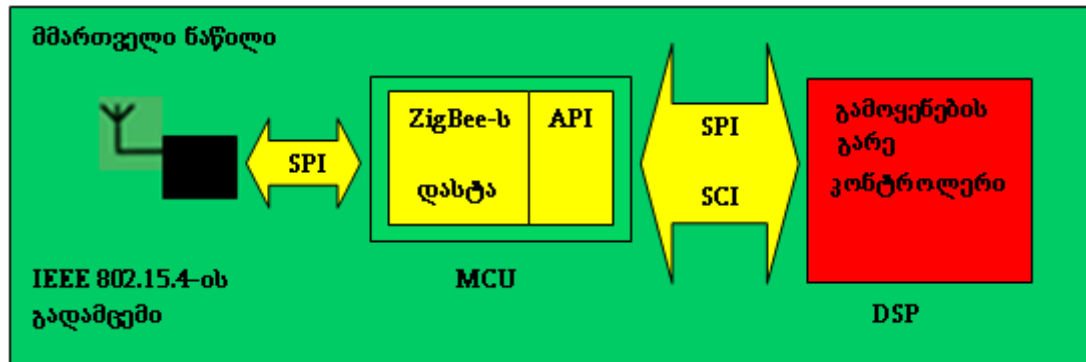 მმართველი ნაწილი
ZigBee-ს
დასტა
API
SPI
SPI
SCI
გამოყენების
გარე
კონტროლერი
IEEE 802.15.4-ის
გადამცემი
MCU
DSP